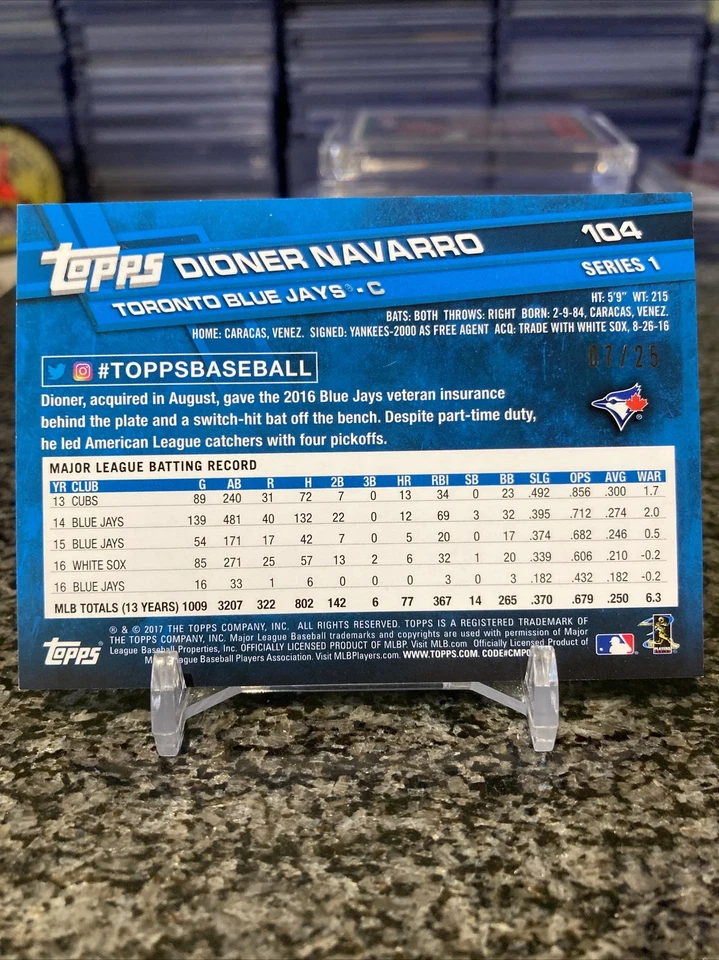 topps DIONER NAVARRO 104
TORONTO BLUE JAYS® - C SERIES 1
HT: 5'9" WT: 215
BATS: BOTH THROWS: RIGHT BORN: 2-9-84, CARACAS, VENEZ.
HOME: CARACAS, VENEZ. SIGNED: YANKEES-2000 AS FREE AGENT ACQ: TRADE WITH WHITE SOX, 8-26-16
07/25
#TOPPSBASEBALL
Dioner, acquired in August, gave the 2016 Blue Jays veteran insurance
behind the plate and a switch-hit bat off the bench. Despite part-time duty,
he led American League catchers with four pickoffs.
MAJOR LEAGUE BATTING RECORD
YR CLUB G AB R H 2B 3B HR RBI SB BB SLG OPS AVG WAR
13 CUBS 89 240 31 72 7 0 13 34 0 23 .492 .856 .300 1.7
14 BLUE JAYS 139 481 40 132 22 0 12 69 3 32 .395 .712 .274 2.0
15 BLUE JAYS 54 171 17 42 7 0 5 20 0 17 .374 .682 .246 0.5
16 WHITE SOX 85 271 25 57 13 2 6 32 1 20 .339 .606 .210 -0.2
16 BLUE JAYS 16 33 1 6 0 0 0 3 0 3 .182 .432 .182 -0.2
MLB TOTALS (13 YEARS) 1009 3207 322 802 142 6 77 367 14 265 .370 .679 .250 6.3
® & © 2017 THE TOPPS COMPANY, INC. ALL RIGHTS RESERVED. TOPPS IS A REGISTERED TRADEMARK OF
THE TOPPS COMPANY, INC. Major League Baseball trademarks and copyrights are used with permission of Major
League Baseball Properties, Inc. OFFICIALLY LICENSED PRODUCT OF MLBP. Visit MLB.com Officially Licensed Product of
League Baseball Players Association. Visit MLBPlayers.com. WWW.TOPPS.COM.
topps